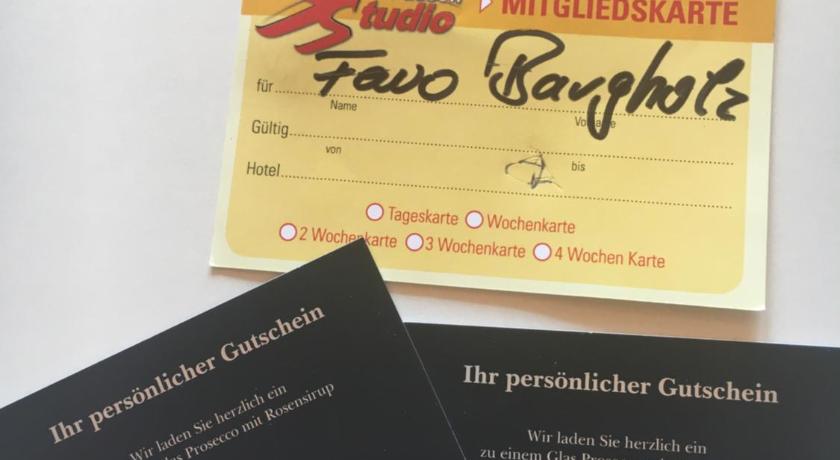 Studio
MITGLIEDSKARTE
für Favo Bargholz
Name
Gültig
von bis
Hotel
Tageskarte Wochenkarte
2 Wochenkarte 3 Wochenkarte 4 Wochen Karte
Ihr persönlicher Gutschein
Wir laden Sie herzlich ein
Prosecco mit Rosensirup
Ihr persönlicher Gutschein
Wir laden Sie herzlich ein
zu einem Glas